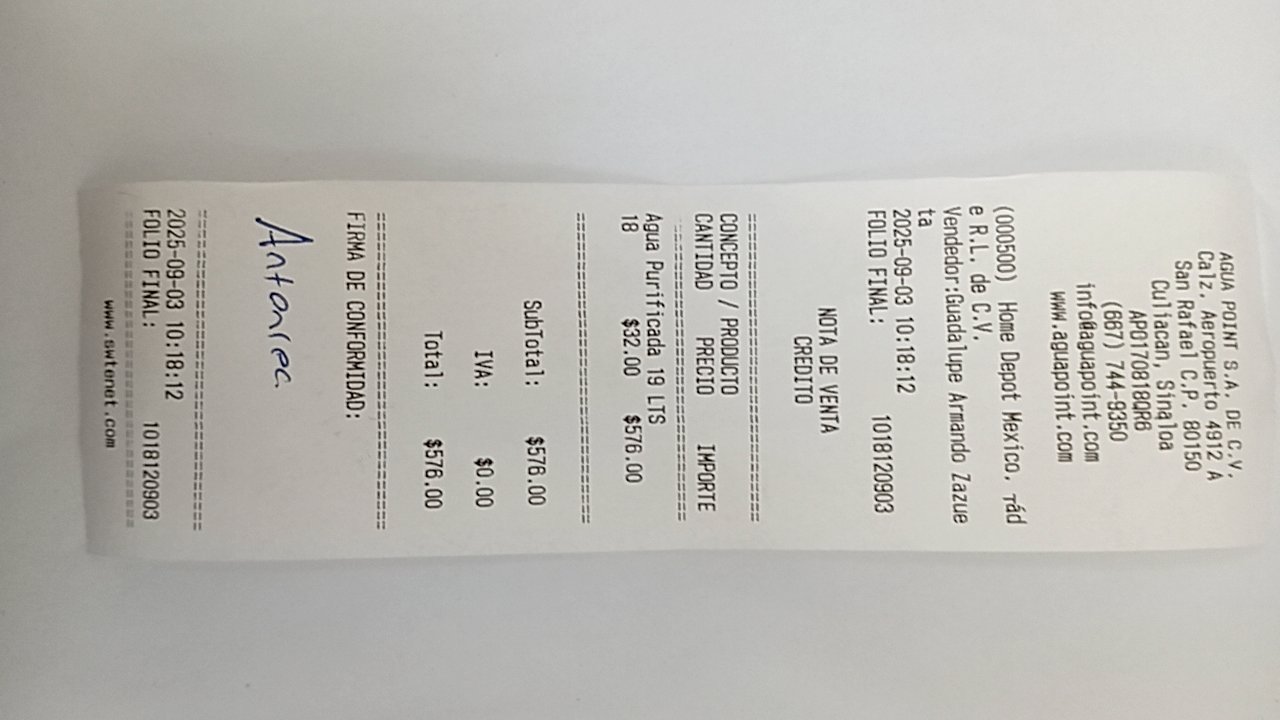 AGUA POINT S.A. DE C.V.
Calz. Aeropuerto 4912 A
San Rafael C.P. 80150
Culiacan, Sinaloa
APO170818QR6
(667) 744-9350
info@aguapoint.com
www.aguapoint.com
(000500) Home Depot Mexico, rád
e R.L. de C.V.
Vendedor:Guadalupe Armando Zazue
ta
2025-09-03 10:18:12
FOLIO FINAL: 1018120903
NOTA DE VENTA
CREDITO
================================
CONCEPTO / PRODUCTO
CANTIDAD PRECIO IMPORTE
================================
Agua Purificada 19 LTS
18 $32.00 $576.00
================================
SubTotal: $576.00
IVA: $0.00
Total: $576.00
================================
FIRMA DE CONFORMIDAD:
================================
2025-09-03 10:18:12
FOLIO FINAL: 1018120903
================================
www.swtenet.com